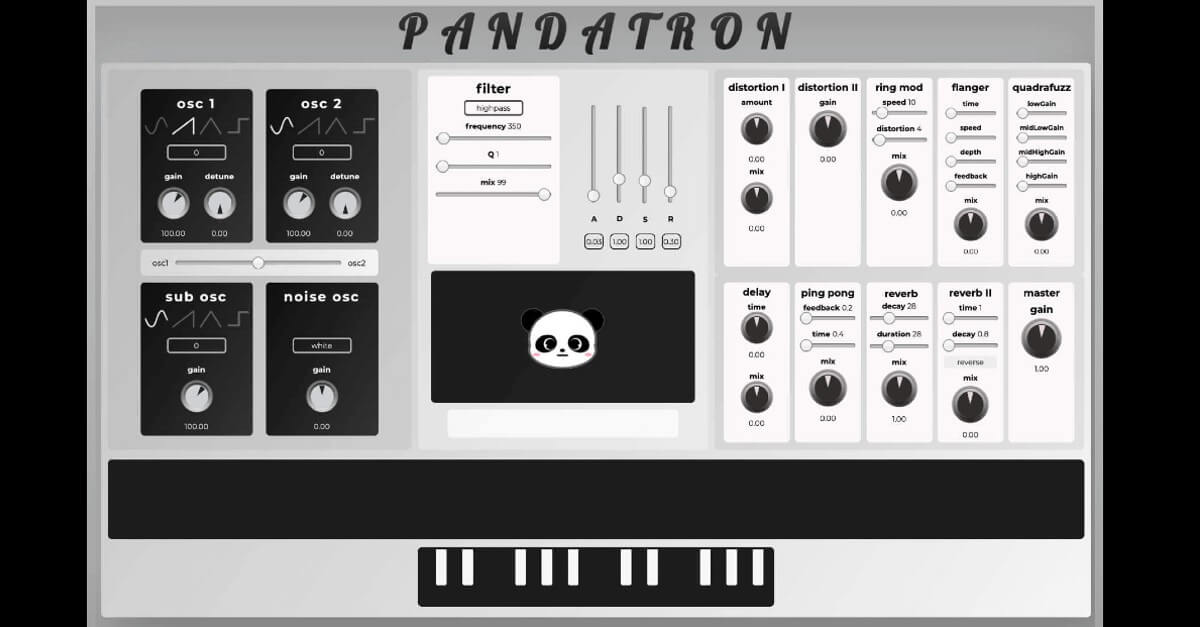 PANDATRON
osc 1
0
gain detune
100.00 0.00
osc 2
0
gain detune
100.00 0.00
osc1 osc2
sub osc
0
gain
100.00
noise osc
white
gain
0.00
filter
highpass
frequency 350
Q 1
mix 99
A D S R
0.03 1.00 1.00 0.30
distortion I
amount
0.00
mix
0.00
distortion II
gain
0.00
ring mod
speed 10
distortion 4
mix
0.00
flanger
time
speed
depth
feedback
mix
0.00
quadrafuzz
lowGain
midLowGain
midHighGain
highGain
mix
0.00
delay
time
0.00
mix
0.00
ping pong
feedback 0.2
time 0.4
mix
0.00
reverb
decay 28
duration 28
mix
1.00
reverb II
time 1
decay 0.8
reverse
mix
0.00
master
gain
1.00